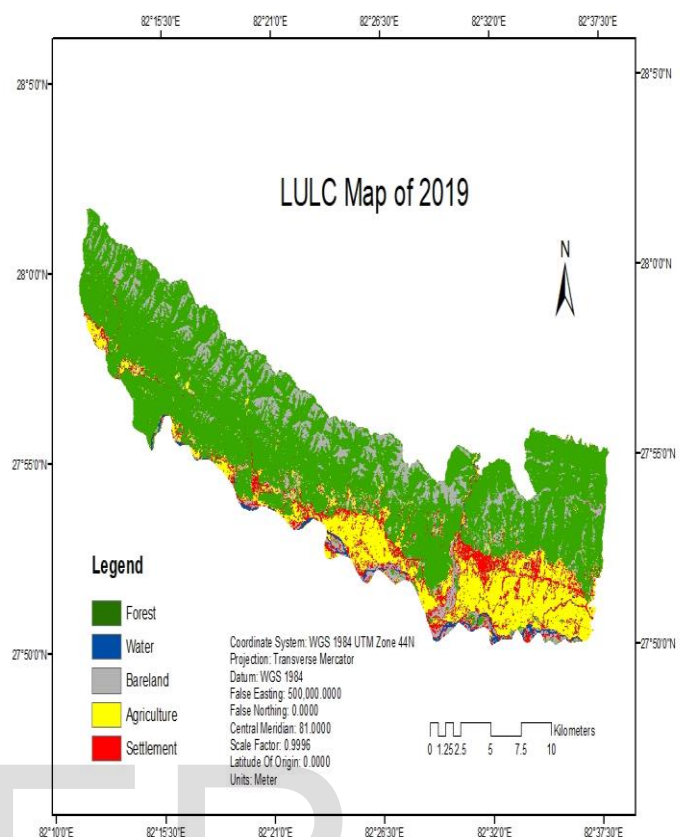 82°15'30"E 82°21'0"E 82°26'30"E 82°32'0"E 82°37'30"E
28°5'0"N 28°5'0"N
LULC Map of 2019
N
28°0'0"N 28°0'0"N
27°55'0"N 27°55'0"N
Legend
Forest
Water
Bareland
Agriculture
Settlement
Coordinate System: WGS 1984 UTM Zone 44N
Projection: Transverse Mercator
Datum: WGS 1984
False Easting: 500,000.0000
False Northing: 0.0000
Central Meridian: 81.0000
Scale Factor: 0.9996
Latitude Of Origin: 0.0000
Units: Meter
27°50'0"N 27°50'0"N
Kilometers
0 1.25 2.5 5 7.5 10
82°10'0"E 82°15'30"E 82°21'0"E 82°26'30"E 82°32'0"E 82°37'30"E